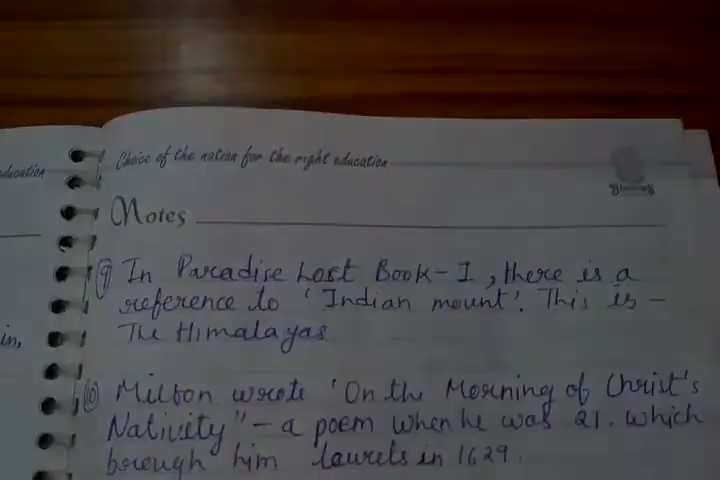 ducation
Choice of the nation for the right education
Notes
in,
9 In Paradise Lost Book-I, there is a
reference to 'Indian mount'. This is -
The Himalayas
10 Milton wrote 'On the Morning of Christ's
Nativity" - a poem when he was 21. which
borough him laurels in 1629.